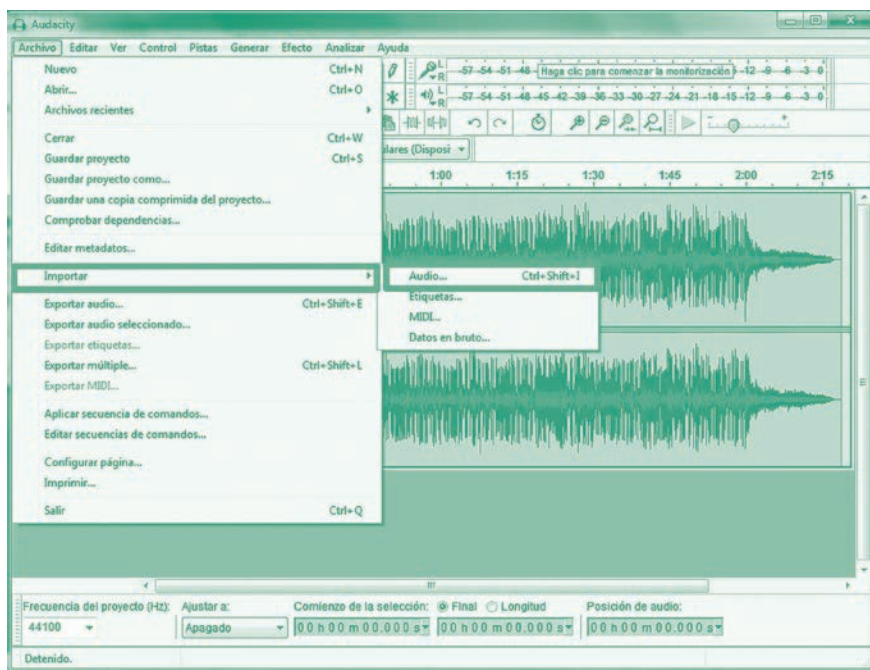 Audacity
Archivo Editar Ver Control Pistas Generar Efecto Analizar Ayuda
Nuevo Ctrl+N
Abrir... Ctrl+O
Archivos recientes
Cerrar Ctrl+W
Guardar proyecto Ctrl+S
Guardar proyecto como...
Guardar una copia comprimida del proyecto...
Comprobar dependencias...
Editar metadatos...
Importar
Exportar audio... Ctrl+Shift+E
Exportar audio seleccionado...
Exportar etiquetas...
Exportar múltiple... Ctrl+Shift+L
Exportar MIDI...
Aplicar secuencia de comandos...
Editar secuencias de comandos...
Configurar página...
Imprimir...
Salir Ctrl+Q
Audio... Ctrl+Shift+I
Etiquetas...
MIDI...
Datos en bruto...
L
R
-57 -54 -51 -48 Haga clic para comenzar la monitorización -12 -9 -6 -3 0
L
R
-57 -54 -51 -48 -45 -42 -39 -36 -33 -30 -27 -24 -21 -18 -15 -12 -9 -6 -3 0
ulares (Disposi
1:00 1:15 1:30 1:45 2:00 2:15
Frecuencia del proyecto (Hz): Ajustar a: Comienzo de la selección: Final Longitud Posición de audio:
44100 Apagado 00 h 00 m 00.000 s 00 h 00 m 00.000 s 00 h 00 m 00.000 s
Detenido.